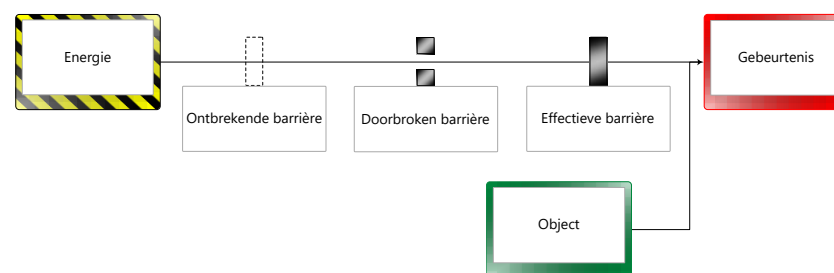 Energie
Gebeurtenis
Ontbrekende barrière
Doorbroken barrière
Effectieve barrière
Object